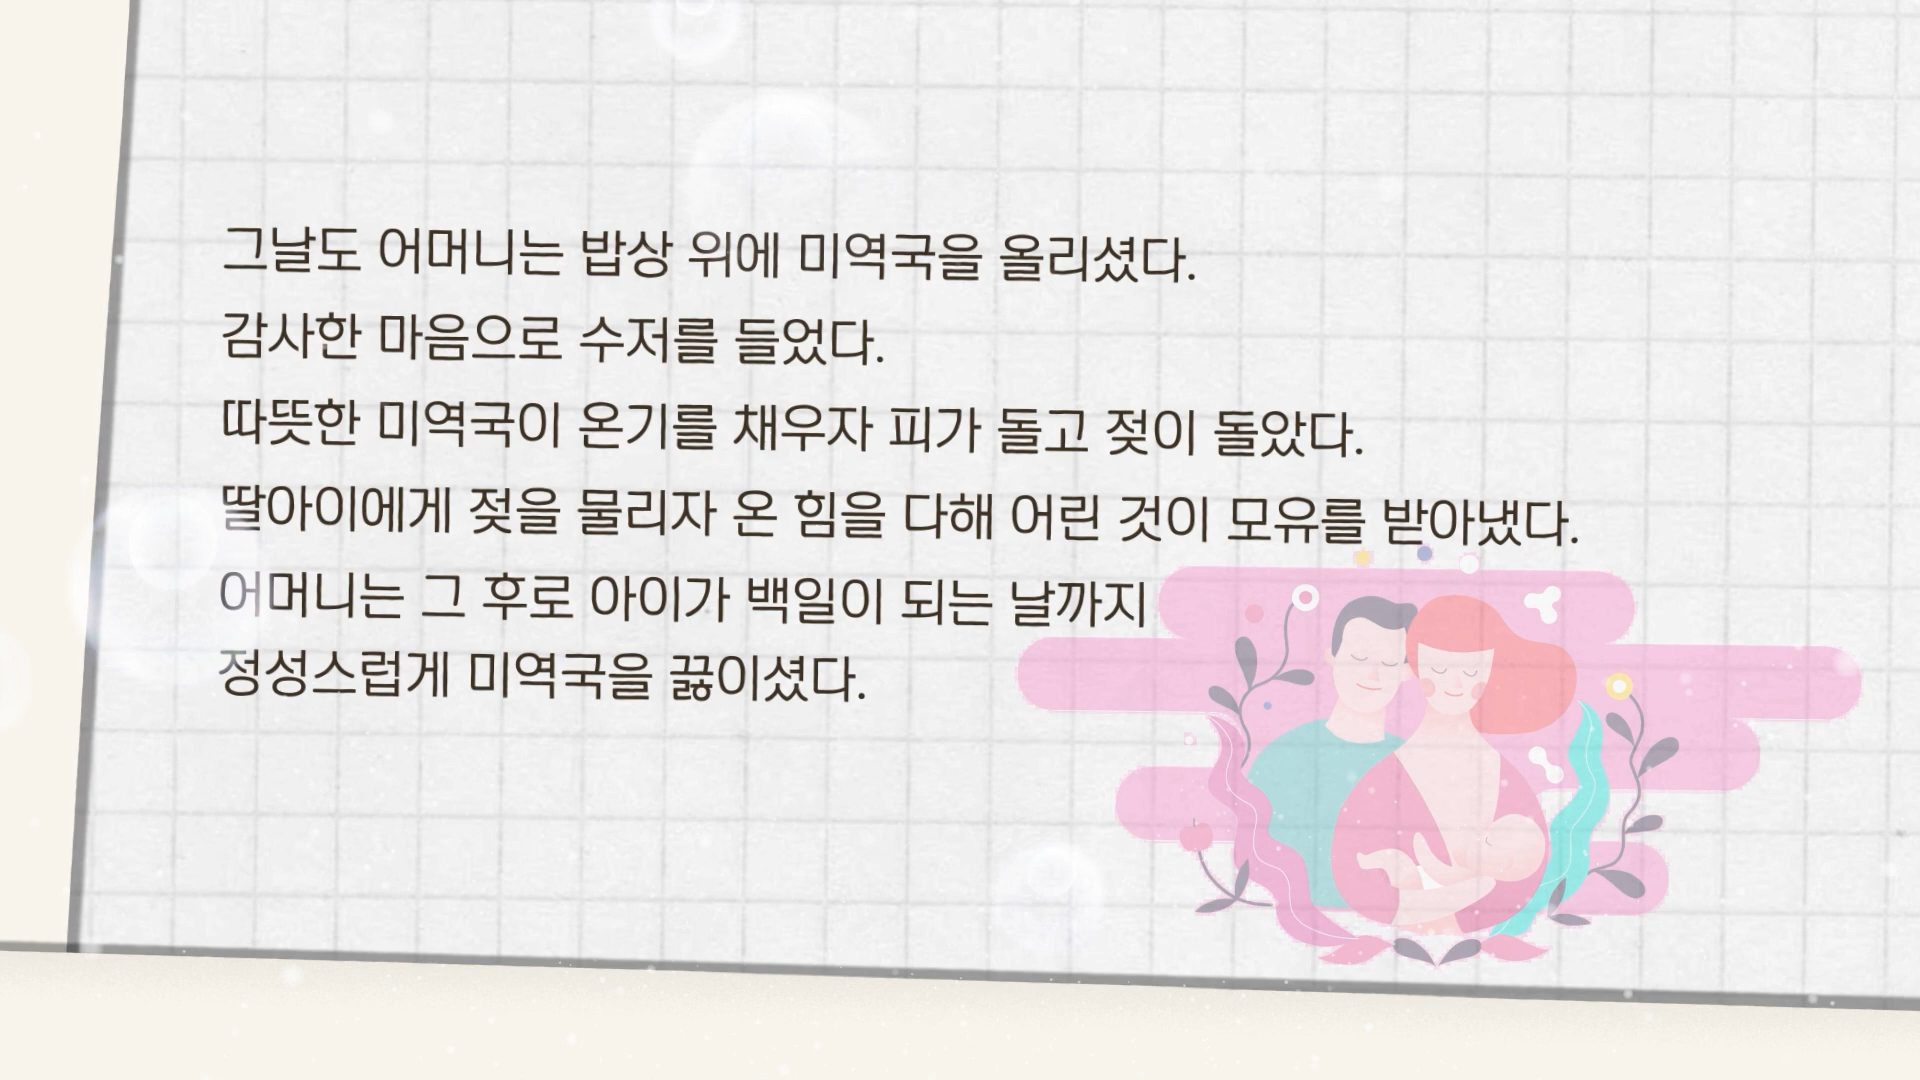 그날도 어머니는 밥상 위에 미역국을 올리셨다.
감사한 마음으로 수저를 들었다.
따뜻한 미역국이 온기를 채우자 피가 돌고 젖이 돌았다.
딸아이에게 젖을 물리자 온 힘을 다해 어린 것이 모유를 받아냈다.
어머니는 그 후로 아이가 백일이 되는 날까지
정성스럽게 미역국을 끓이셨다.